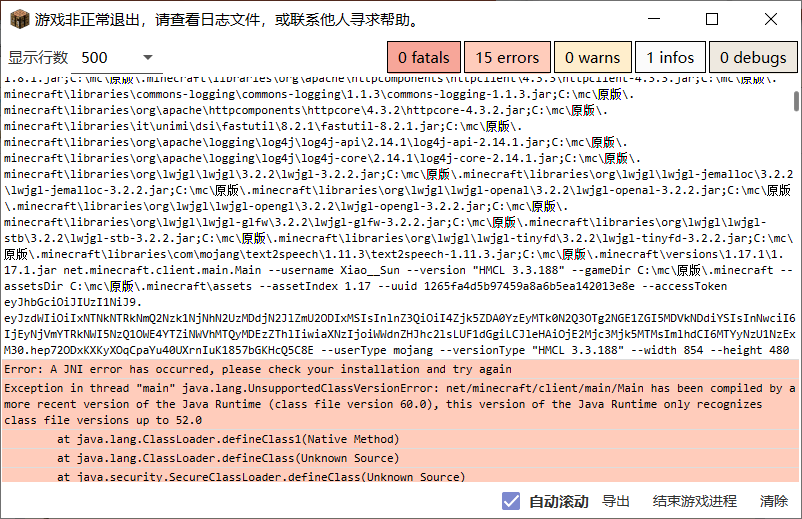 游戏非正常退出，请查看日志文件，或联系他人寻求帮助。
显示行数 500 0 fatals 15 errors 0 warns 1 infos 0 debugs
1.8.1.jar;C:\mc\原版\.minecraft\libraries\org\apache\httpcomponents\httpclient\4.3.3\httpclient-4.3.3.jar;C:\mc\原版\.
minecraft\libraries\commons-logging\commons-logging\1.1.3\commons-logging-1.1.3.jar;C:\mc\原版\.
minecraft\libraries\org\apache\httpcomponents\httpcore\4.3.2\httpcore-4.3.2.jar;C:\mc\原版\.
minecraft\libraries\it\unimi\dsi\fastutil\8.2.1\fastutil-8.2.1.jar;C:\mc\原版\.
minecraft\libraries\org\apache\logging\log4j\log4j-api\2.14.1\log4j-api-2.14.1.jar;C:\mc\原版\.
minecraft\libraries\org\apache\logging\log4j\log4j-core\2.14.1\log4j-core-2.14.1.jar;C:\mc\原版\.
minecraft\libraries\org\lwjgl\lwjgl\3.2.2\lwjgl-3.2.2.jar;C:\mc\原版\.minecraft\libraries\org\lwjgl\lwjgl-jemalloc\3.2.2
\lwjgl-jemalloc-3.2.2.jar;C:\mc\原版\.minecraft\libraries\org\lwjgl\lwjgl-openal\3.2.2\lwjgl-openal-3.2.2.jar;C:\mc\原版
\.minecraft\libraries\org\lwjgl\lwjgl-opengl\3.2.2\lwjgl-opengl-3.2.2.jar;C:\mc\原版\.
minecraft\libraries\org\lwjgl\lwjgl-glfw\3.2.2\lwjgl-glfw-3.2.2.jar;C:\mc\原版\.minecraft\libraries\org\lwjgl\lwjgl-
stb\3.2.2\lwjgl-stb-3.2.2.jar;C:\mc\原版\.minecraft\libraries\org\lwjgl\lwjgl-tinyfd\3.2.2\lwjgl-tinyfd-3.2.2.jar;C:\mc\
原版\.minecraft\libraries\com\mojang\text2speech\1.11.3\text2speech-1.11.3.jar;C:\mc\原版\.minecraft\versions\1.17.1\1.
17.1.jar net.minecraft.client.main.Main --username Xiao__Sun --version "HMCL 3.3.188" --gameDir C:\mc\原版\.minecraft --
assetsDir C:\mc\原版\.minecraft\assets --assetIndex 1.17 --uuid 1265fa4d5b97459a8a6b5ea142013e8e --accessToken
eyJhbGciOiJIUzI1NiJ9.
eyJzdWIiOiIxNTNkNTRkNmQ2Nzk1NjNhN2UzMDdjN2JlZmU2ODIxMSIsInlnZ3QiOiI4Zjk5ZDA0YzEyMTk0N2Q3OTg2NGE1ZGI5MDVkNDdiYSIsInNwciI6
IjEyNjVmYTRkNWI5NzQ1OWE4YTZiNWVhMTQyMDEzZThlIiwiaXNzIjoiWWdnZHJhc2lsLUF1dGgiLCJleHAiOjE2Mjc3Mjk5MTMsImlhdCI6MTYyNzU1NzEx
M30.hep72ODxKXKyXOqCpaYu40UXrnIuK1857bGKHcQ5C8E --userType mojang --versionType "HMCL 3.3.188" --width 854 --height 480
Error: A JNI error has occurred, please check your installation and try again
Exception in thread "main" java.lang.UnsupportedClassVersionError: net/minecraft/client/main/Main has been compiled by a
more recent version of the Java Runtime (class file version 60.0), this version of the Java Runtime only recognizes
class file versions up to 52.0
at java.lang.ClassLoader.defineClass1(Native Method)
at java.lang.ClassLoader.defineClass(Unknown Source)
at java.security.SecureClassLoader.defineClass(Unknown Source)
自动滚动 导出 结束游戏进程 清除